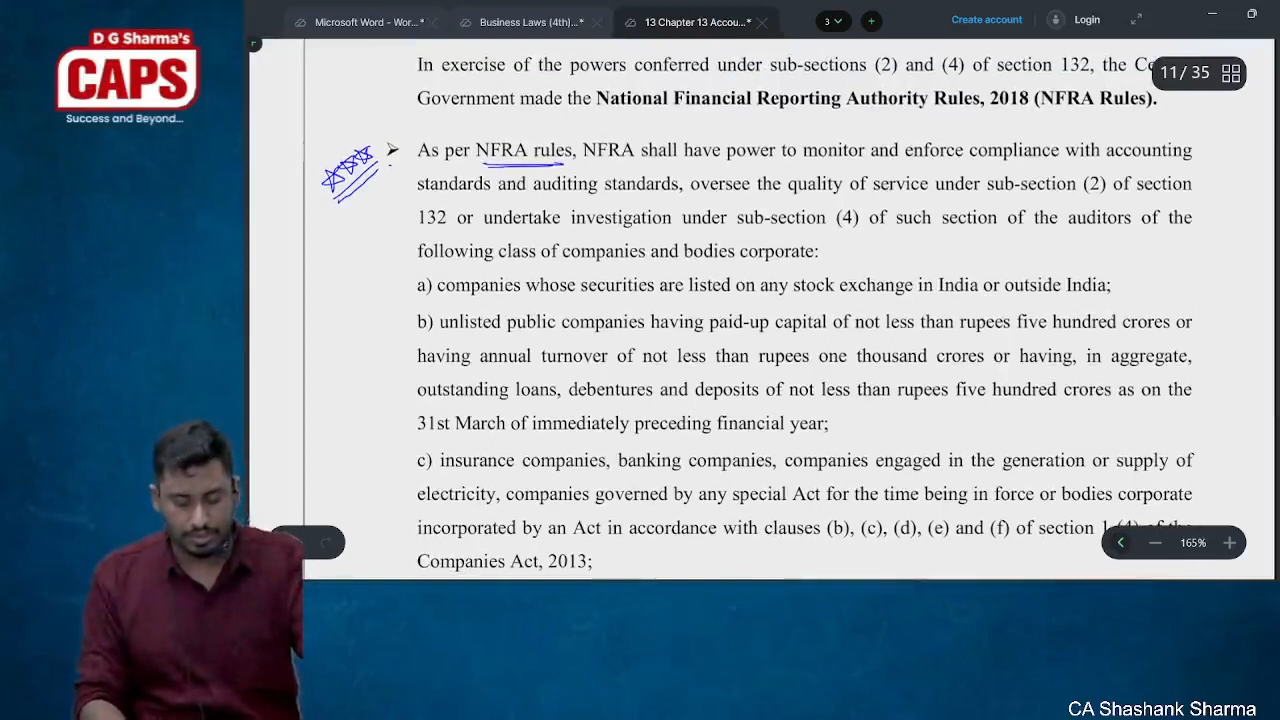 D G Sharma's
CAPS
Success and Beyond...
Microsoft Word - Wor...*
Business Laws (4th)...*
13 Chapter 13 Accou...*
3
Create account
Login
11 / 35
In exercise of the powers conferred under sub-sections (2) and (4) of section 132, the
Government made the National Financial Reporting Authority Rules, 2018 (NFRA Rules).
As per NFRA rules, NFRA shall have power to monitor and enforce compliance with accounting
standards and auditing standards, oversee the quality of service under sub-section (2) of section
132 or undertake investigation under sub-section (4) of such section of the auditors of the
following class of companies and bodies corporate:
a) companies whose securities are listed on any stock exchange in India or outside India;
b) unlisted public companies having paid-up capital of not less than rupees five hundred crores or
having annual turnover of not less than rupees one thousand crores or having, in aggregate,
outstanding loans, debentures and deposits of not less than rupees five hundred crores as on the
31st March of immediately preceding financial year;
c) insurance companies, banking companies, companies engaged in the generation or supply of
electricity, companies governed by any special Act for the time being in force or bodies corporate
incorporated by an Act in accordance with clauses (b), (c), (d), (e) and (f) of section 1 (4) of the
Companies Act, 2013;
165%
CA Shashank Sharma